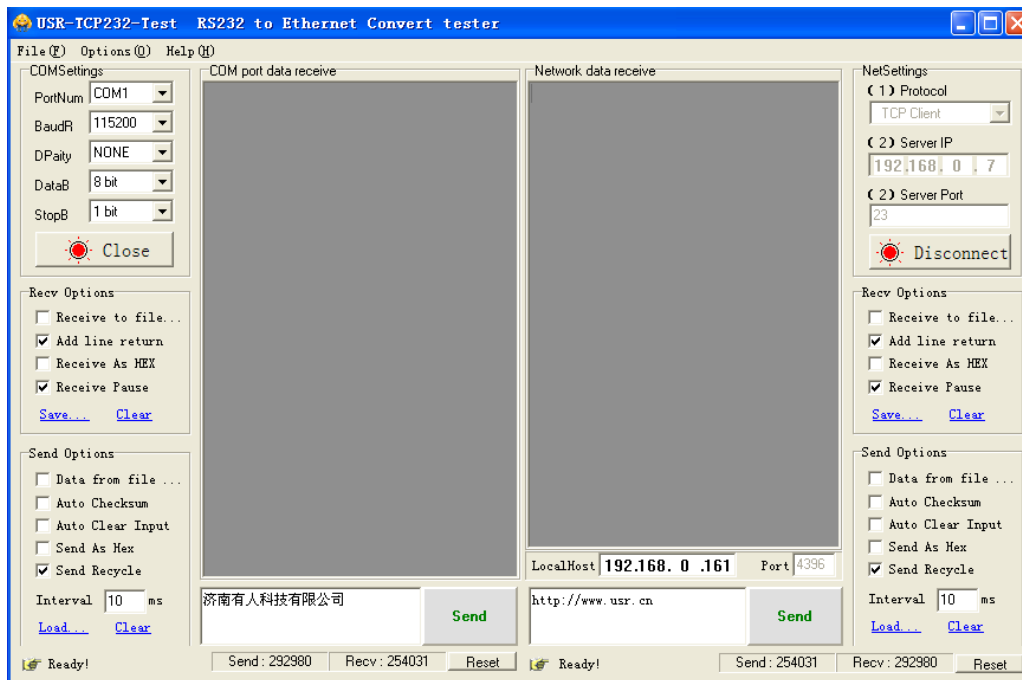 USR-TCP232-Test RS232 to Ethernet Convert tester
File(F) Options(O) Help(H)
COMSettings
PortNum COM1
BaudR 115200
DPaity NONE
DataB 8 bit
StopB 1 bit
Close
Recv Options
Receive to file...
Add line return
Receive As HEX
Receive Pause
Save... Clear
Send Options
Data from file ...
Auto Checksum
Auto Clear Input
Send As Hex
Send Recycle
Interval 10 ms
Load... Clear
COM port data receive
济南有人科技有限公司
Send
Network data receive
LocalHost 192.168. 0 .161 Port 4396
http://www.usr.cn
Send
NetSettings
(1) Protocol
TCP Client
(2) Server IP
192.168. 0 . 7
(2) Server Port
23
Disconnect
Recv Options
Receive to file...
Add line return
Receive As HEX
Receive Pause
Save... Clear
Send Options
Data from file ...
Auto Checksum
Auto Clear Input
Send As Hex
Send Recycle
Interval 10 ms
Load... Clear
Ready! Send : 292980 Recv : 254031 Reset
Ready! Send : 254031 Recv : 292980 Reset